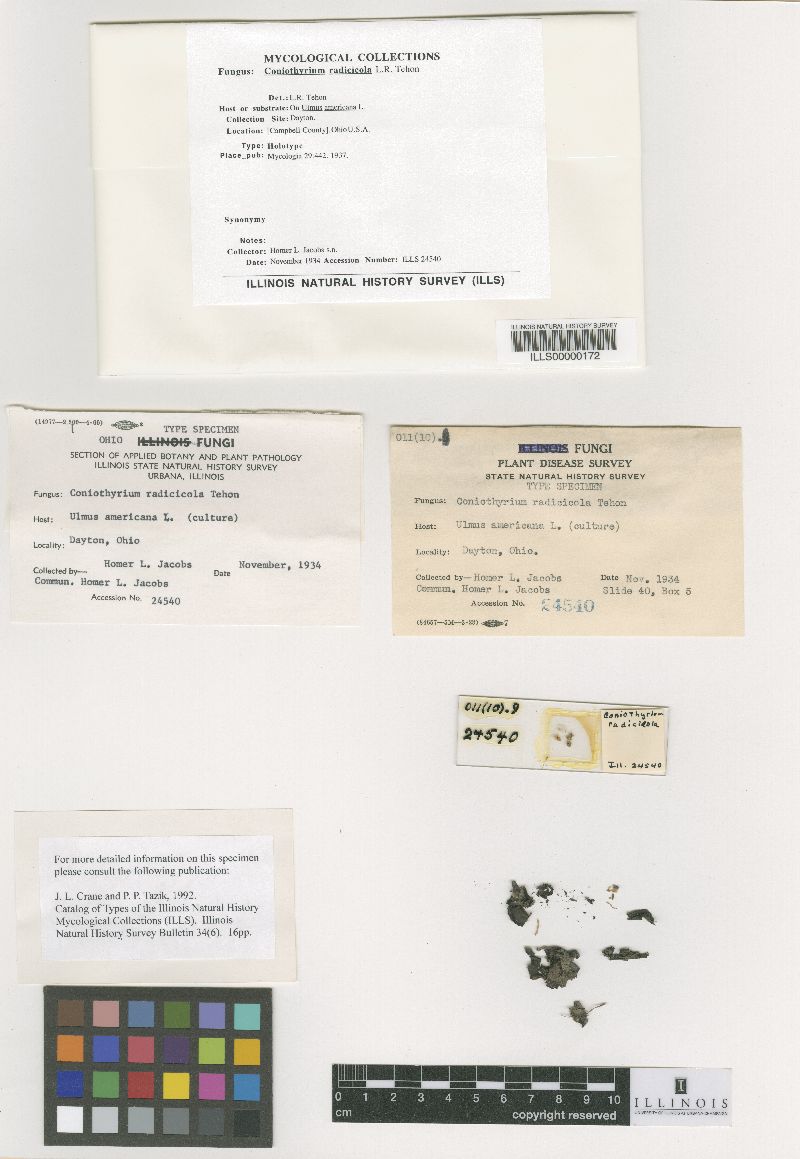 MYCOLOGICAL COLLECTIONS
Fungus: Coniothyrium radicicola L.R. Tehon
Det.: L.R. Tehon
Host or substrate: On Ulmus americana L.
Collection Site: Dayton.
Location: [Campbell County], Ohio U.S.A.
Type: Holotype
Place_pub: Mycologia 29:442. 1937.
Synonymy
Notes:
Collector: Homer L. Jacobs s.n.
Date: November 1934 Accession Number: ILLS 24540
ILLINOIS NATURAL HISTORY SURVEY (ILLS)
ILLINOIS NATURAL HISTORY SURVEY
ILLS00000172
TYPE SPECIMEN
OHIO ILLINOIS FUNGI
SECTION OF APPLIED BOTANY AND PLANT PATHOLOGY
ILLINOIS STATE NATURAL HISTORY SURVEY
URBANA, ILLINOIS
Fungus: Coniothyrium radicicola Tehon
Host: Ulmus americana L. (culture)
Locality: Dayton, Ohio
Collected by— Homer L. Jacobs Date November, 1934
Commun. Homer L. Jacobs
Accession No. 24540
011(10).
ILLINOIS FUNGI
PLANT DISEASE SURVEY
STATE NATURAL HISTORY SURVEY
TYPE SPECIMEN
Fungus: Coniothyrium radicicola Tehon
Host: Ulmus americana L. (culture)
Locality: Dayton, Ohio.
Collected by— Homer L. Jacobs Date Nov. 1934
Commun. Homer L. Jacobs Slide 40, Box 5
Accession No. 24540
011(10).9
24540
Coniothyrium
radicicola
Ill. 24540
For more detailed information on this specimen
please consult the following publication:
J. L. Crane and P. P. Tazik, 1992.
Catalog of Types of the Illinois Natural History
Mycological Collections (ILLS). Illinois
Natural History Survey Bulletin 34(6). 16pp.
0 1 2 3 4 5 6 7 8 9 10
cm copyright reserved
I
ILLINOIS
UNIVERSITY OF ILLINOIS AT URBANA-CHAMPAIGN